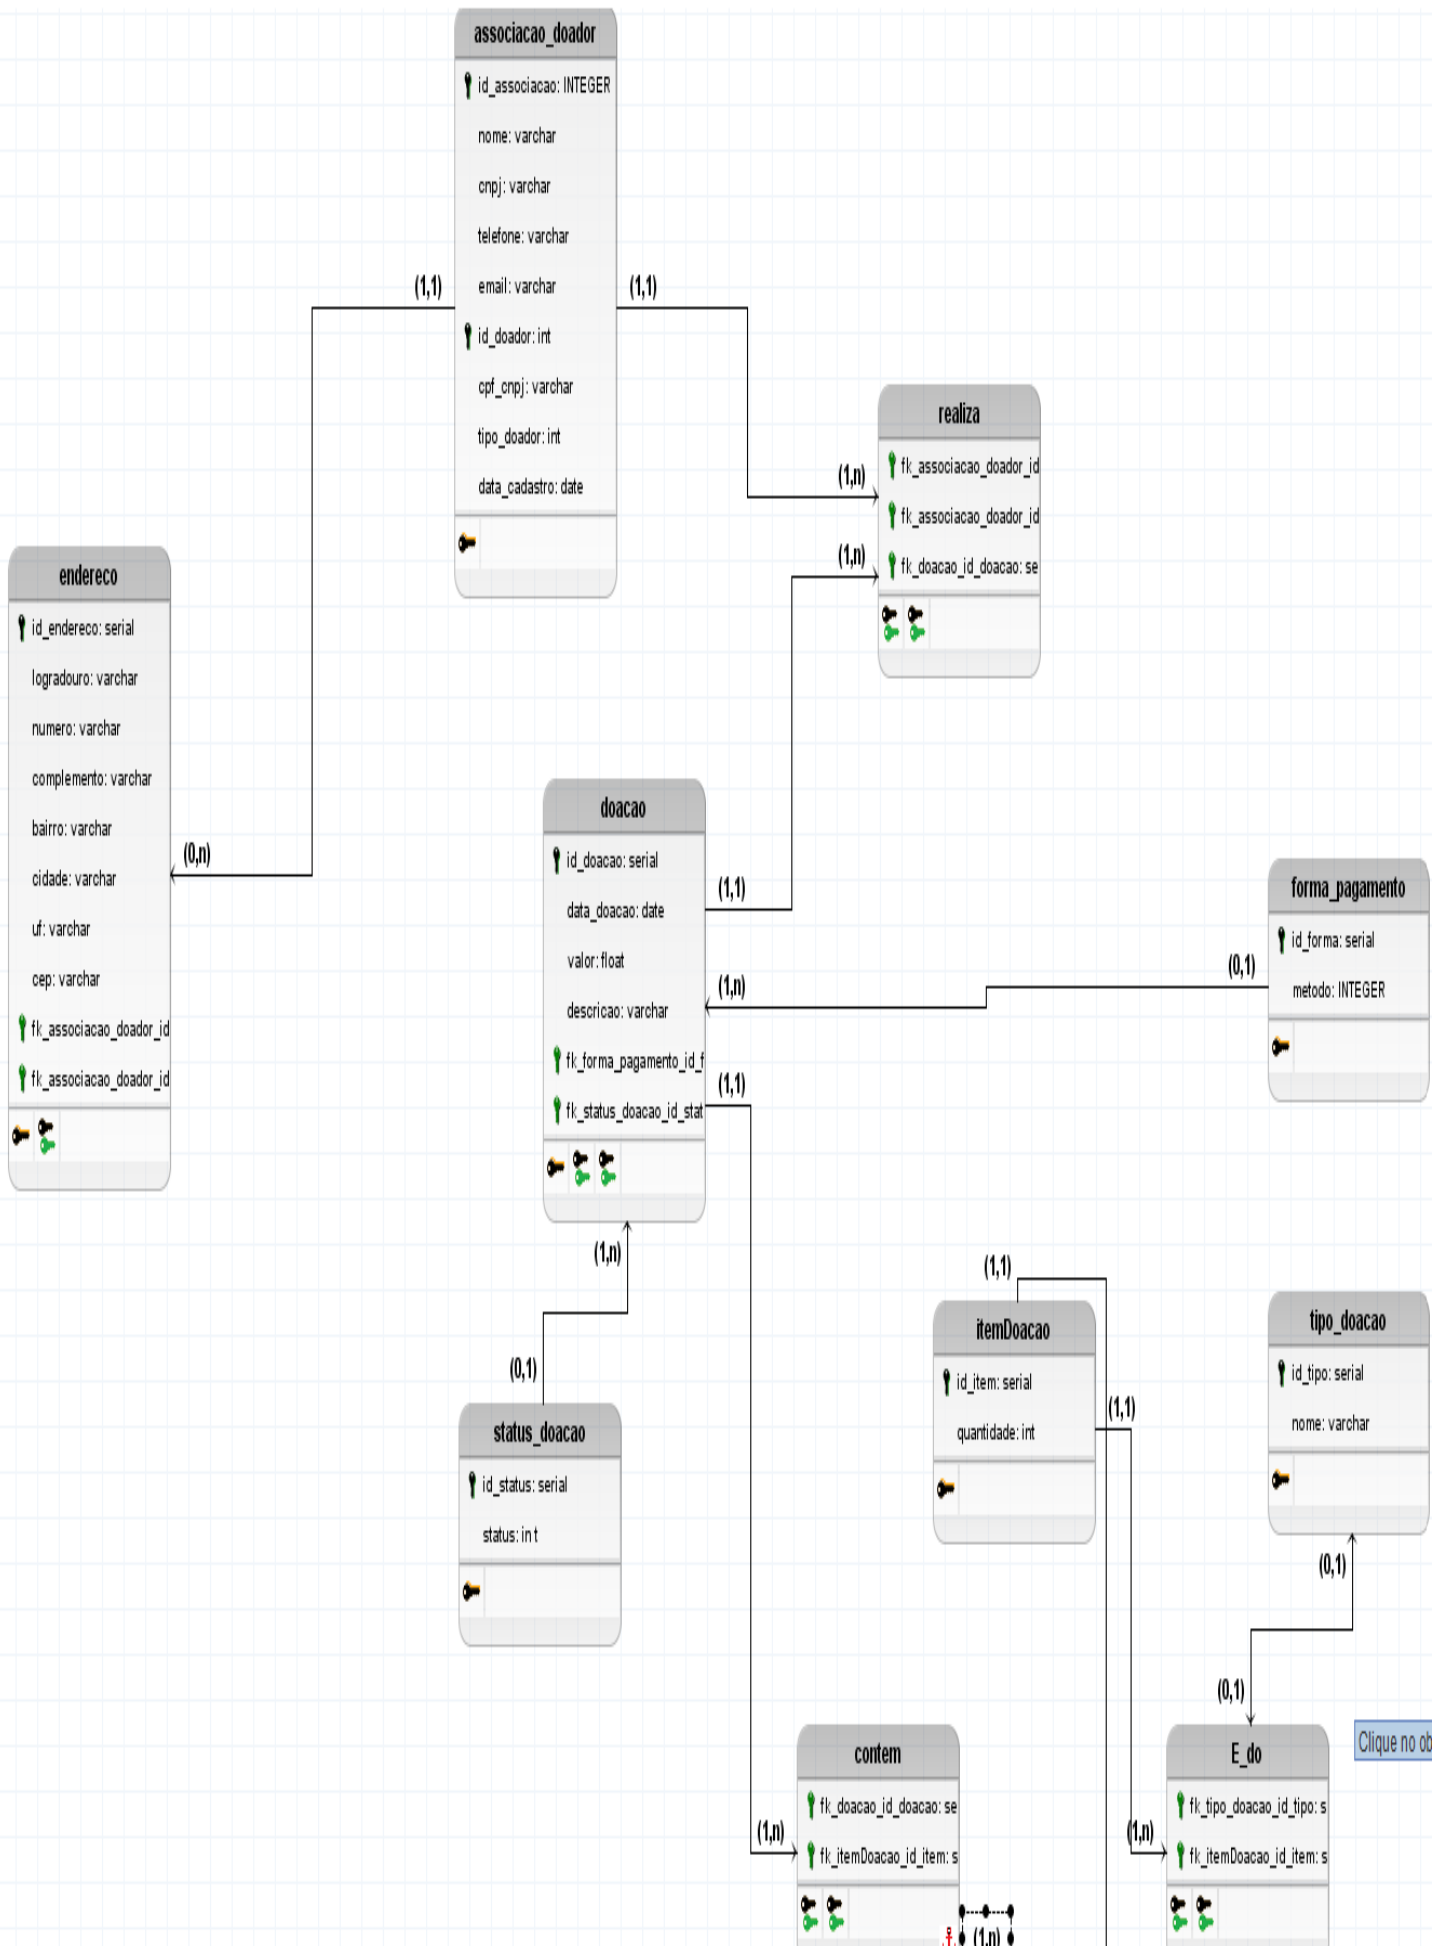 associacao_doador
id_associacao: INTEGER
nome: varchar
cnpj: varchar
telefone: varchar
email: varchar
id_doador: int
cpf_cnpj: varchar
tipo_doador: int
data_cadastro: date
(1,1)
(1,1)
realiza
fk_associacao_doador_id
fk_associacao_doador_id
fk_doacao_id_doacao: se
(1,n)
(1,n)
endereco
id_endereco: serial
logradouro: varchar
numero: varchar
complemento: varchar
bairro: varchar
cidade: varchar
uf: varchar
cep: varchar
fk_associacao_doador_id
fk_associacao_doador_id
(0,n)
doacao
id_doacao: serial
data_doacao: date
valor: float
descricao: varchar
fk_forma_pagamento_id_f
fk_status_doacao_id_stat
(1,1)
(1,n)
(1,1)
forma_pagamento
id_forma: serial
metodo: INTEGER
(0,1)
(1,n)
(0,1)
status_doacao
id_status: serial
status: int
(1,1)
itemDoacao
id_item: serial
quantidade: int
(1,1)
tipo_doacao
id_tipo: serial
nome: varchar
(0,1)
(0,1)
Clique no ob
contem
fk_doacao_id_doacao: se
fk_itemDoacao_id_item: s
(1,n)
(1,n)
E_do
fk_tipo_doacao_id_tipo: s
fk_itemDoacao_id_item: s
(1,n)